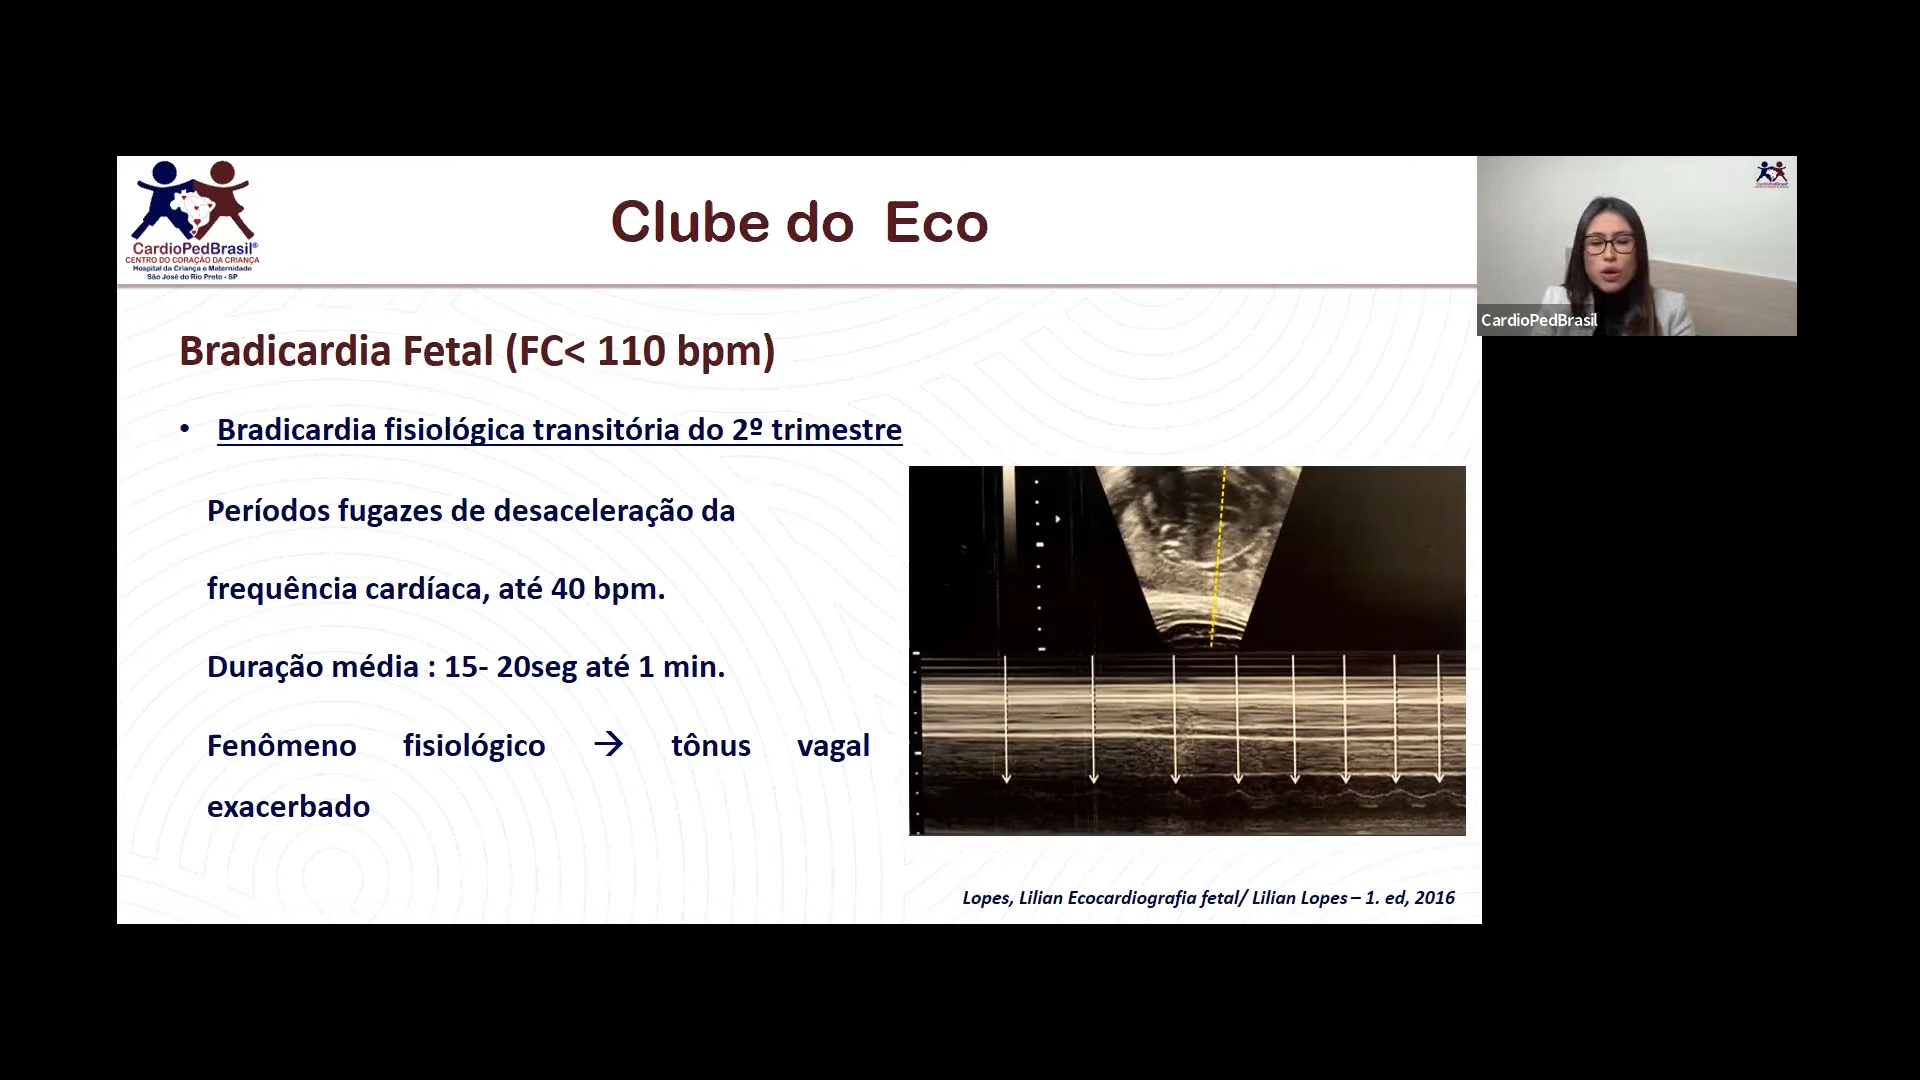 CardioPedBrasil®
CENTRO DO CORAÇÃO DA CRIANÇA
Hospital da Criança e Maternidade
São José do Rio Preto - SP
Clube do Eco
CardioPedBrasil
Bradicardia Fetal (FC< 110 bpm)
• Bradicardia fisiológica transitória do 2º trimestre
Períodos fugazes de desaceleração da
frequência cardíaca, até 40 bpm.
Duração média : 15- 20seg até 1 min.
Fenômeno fisiológico → tônus vagal
exacerbado
Lopes, Lilian Ecocardiografia fetal/ Lilian Lopes – 1. ed, 2016